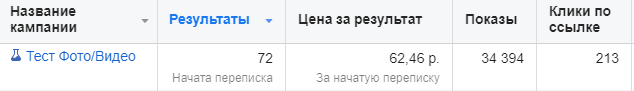 Название кампании
Результаты
Цена за результат
Показы
Клики по ссылке
Тест Фото/Видео
72
62,46 р.
34 394
213
Начата переписка
За начатую переписку